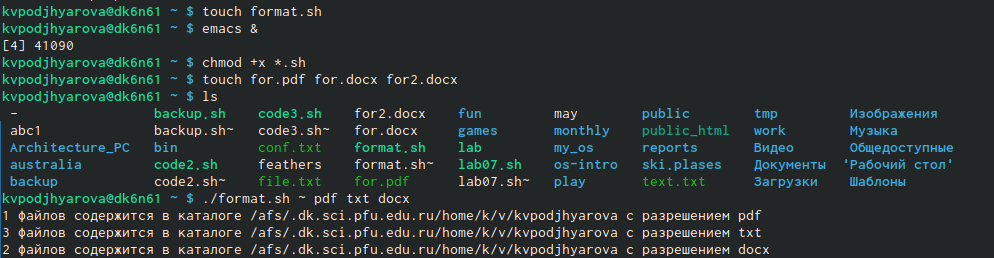 kvpodjhyarova@dk6n61 ~ $ touch format.sh
kvpodjhyarova@dk6n61 ~ $ emacs &
[4] 41090
kvpodjhyarova@dk6n61 ~ $ chmod +x *.sh
kvpodjhyarova@dk6n61 ~ $ touch for.pdf for.docx for2.docx
kvpodjhyarova@dk6n61 ~ $ ls
- backup.sh code3.sh for2.docx fun may public tmp Изображения
abc1 backup.sh~ code3.sh~ for.docx games monthly public_html work Музыка
Architecture_PC bin conf.txt format.sh lab my_os reports Видео Общедоступные
australia code2.sh feathers format.sh~ lab07.sh os-intro ski.plases Документы 'Рабочий стол'
backup code2.sh~ file.txt for.pdf lab07.sh~ play text.txt Загрузки Шаблоны
kvpodjhyarova@dk6n61 ~ $ ./format.sh ~ pdf txt docx
1 файлов содержится в каталоге /afs/.dk.sci.pfu.edu.ru/home/k/v/kvpodjhyarova с разрешением pdf
3 файлов содержится в каталоге /afs/.dk.sci.pfu.edu.ru/home/k/v/kvpodjhyarova с разрешением txt
2 файлов содержится в каталоге /afs/.dk.sci.pfu.edu.ru/home/k/v/kvpodjhyarova с разрешением docx